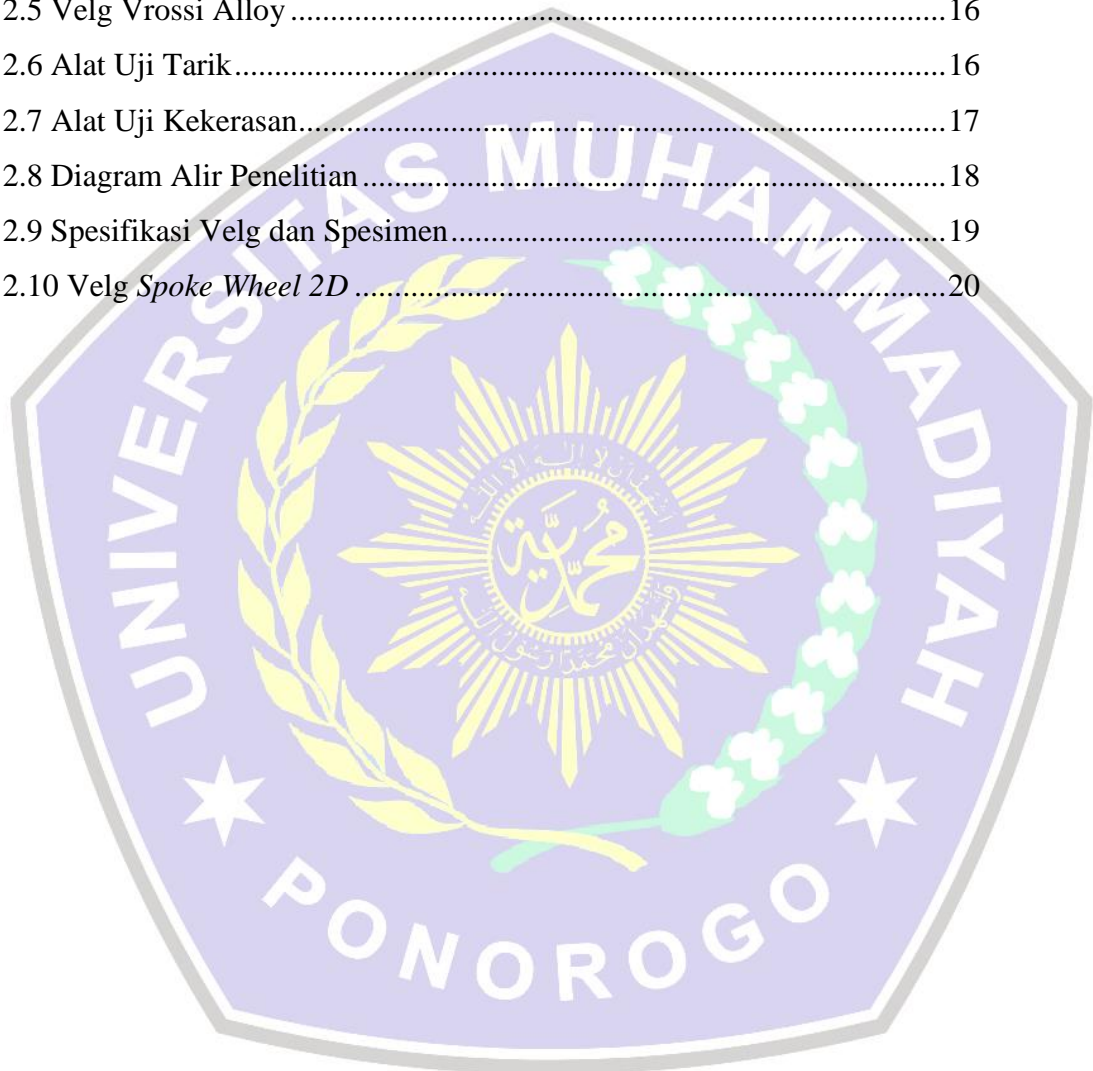 2.5 Velg Vrossi Alloy........................................16
2.6 Alat Uji Tarik........................................16
2.7 Alat Uji Kekerasan........................................17
2.8 Diagram Alir Penelitian........................................18
2.9 Spesifikasi Velg dan Spesimen........................................19
2.10 Velg Spoke Wheel 2D........................................20
UNIVERSITAS MUHAMMADIYAH
PONOROGO
محمدية